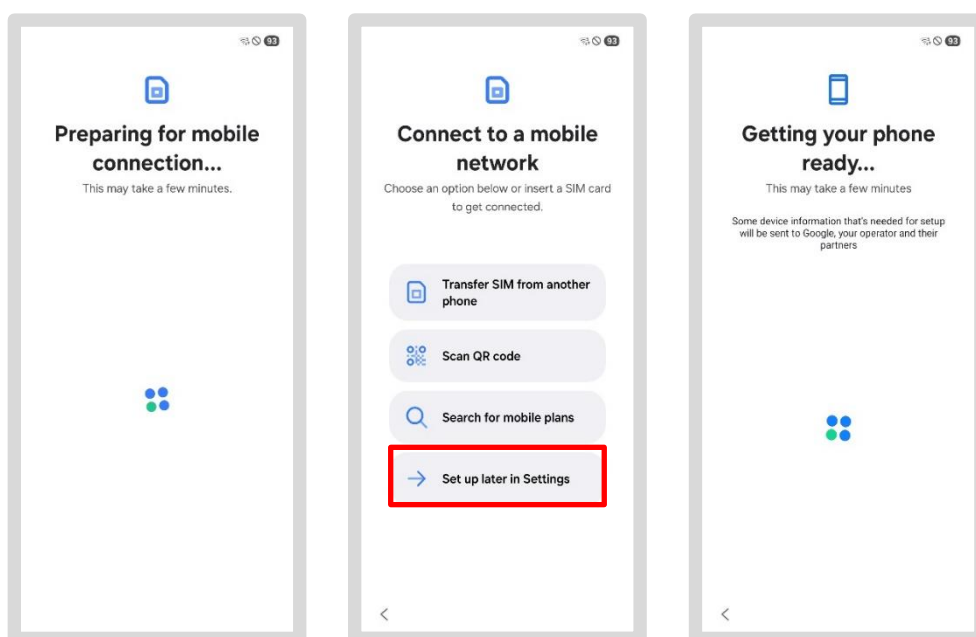 93
Preparing for mobile
connection...
This may take a few minutes.
93
Connect to a mobile
network
Choose an option below or insert a SIM card
to get connected.
Transfer SIM from another
phone
Scan QR code
Search for mobile plans
Set up later in Settings
93
Getting your phone
ready...
This may take a few minutes
Some device information that's needed for setup
will be sent to Google, your operator and their
partners